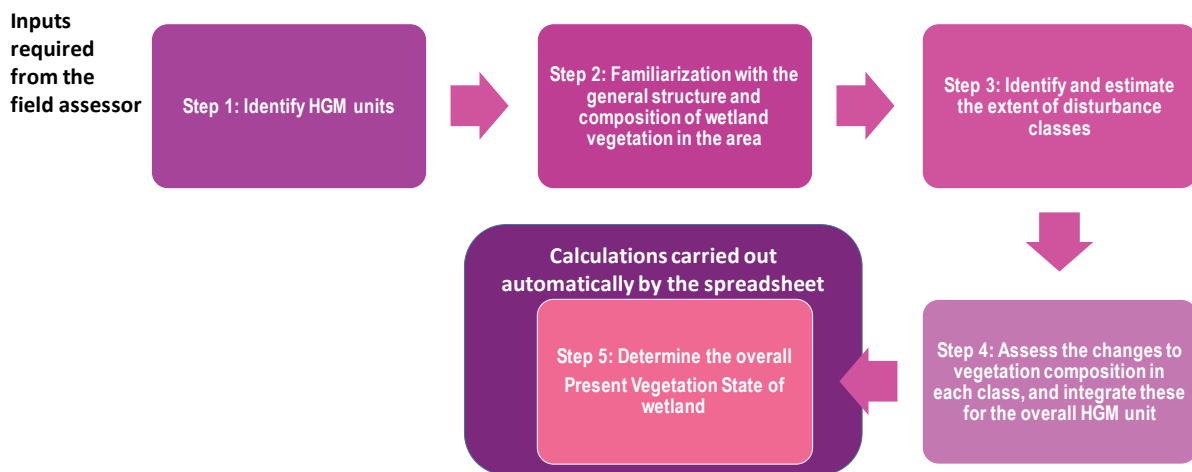 Inputs
required
from the
field assessor
Step 1: Identify HGM units
Step 2: Familiarization with the
general structure and
composition of wetland
vegetation in the area
Step 3: Identify and estimate
the extent of disturbance
classes
Step 4: Assess the changes to
vegetation composition in
each class, and integrate these
for the overall HGM unit
Calculations carried out
automatically by the spreadsheet
Step 5: Determine the overall
Present Vegetation State of
wetland